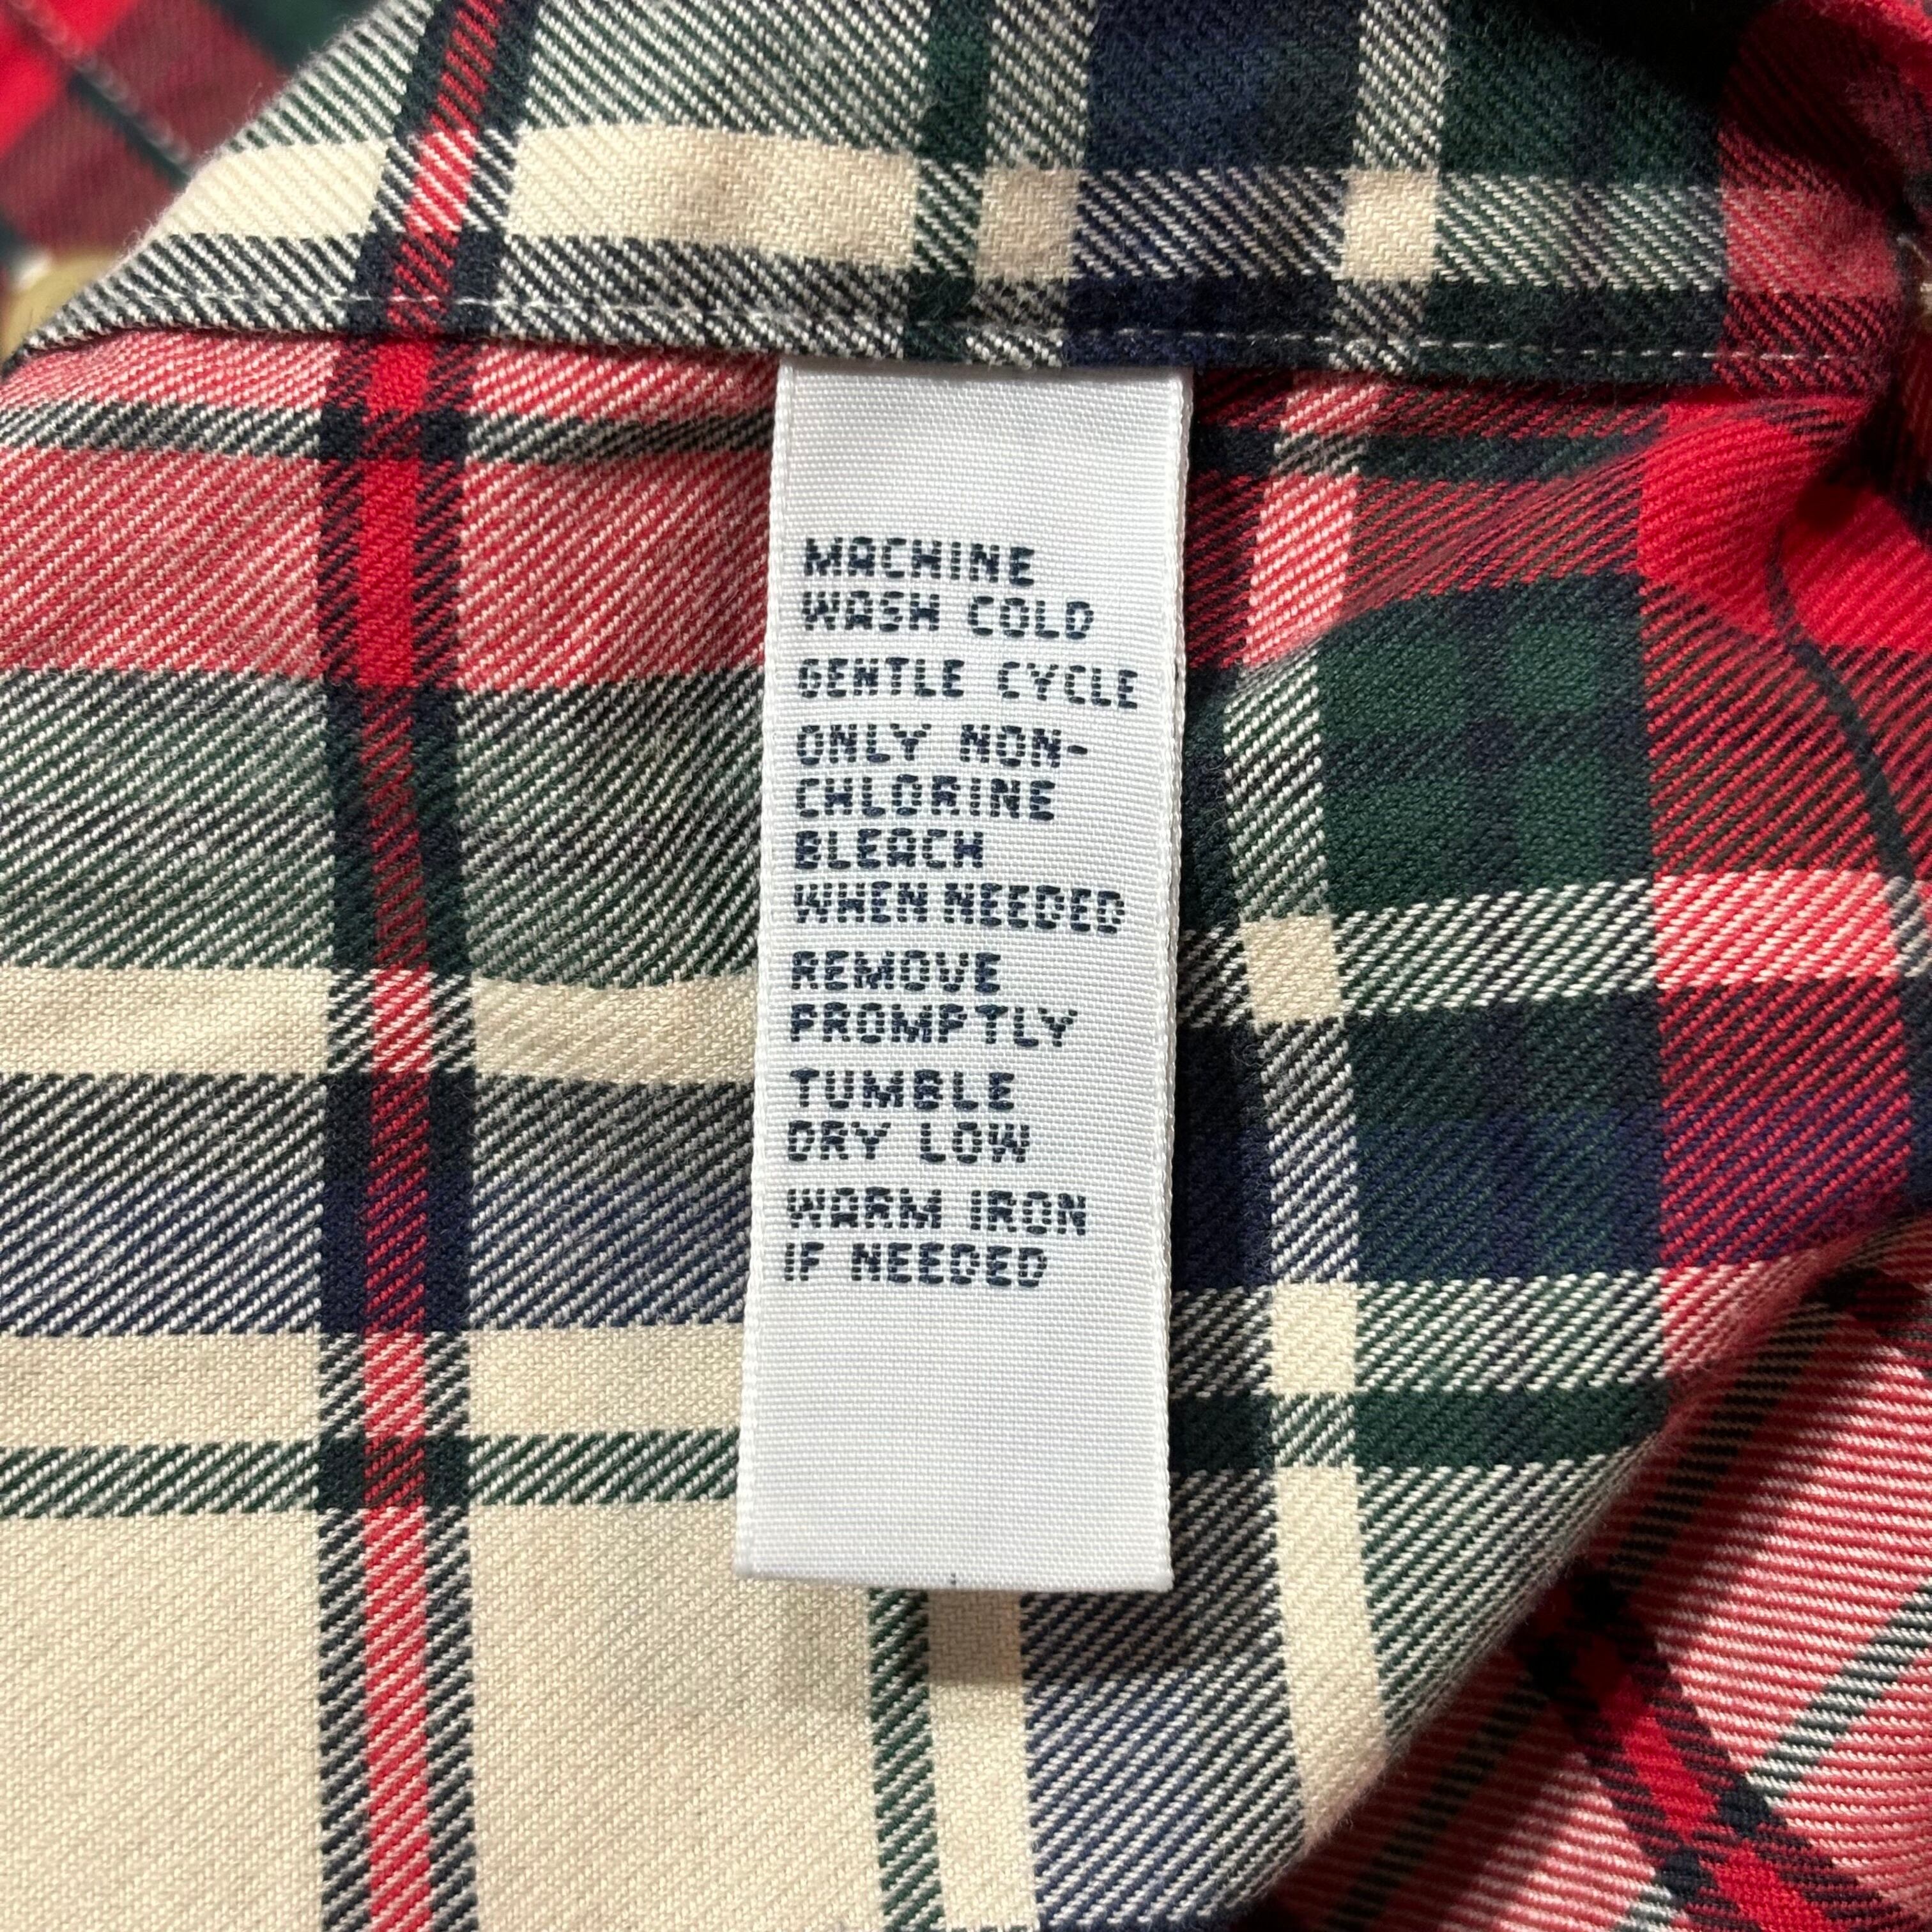 MACHINE
WASH COLD
GENTLE CYCLE
ONLY NON-
CHLORINE
BLEACH
WHEN NEEDED
REMOVE
PROMPTLY
TUMBLE
DRY LOW
WARM IRON
IF NEEDED